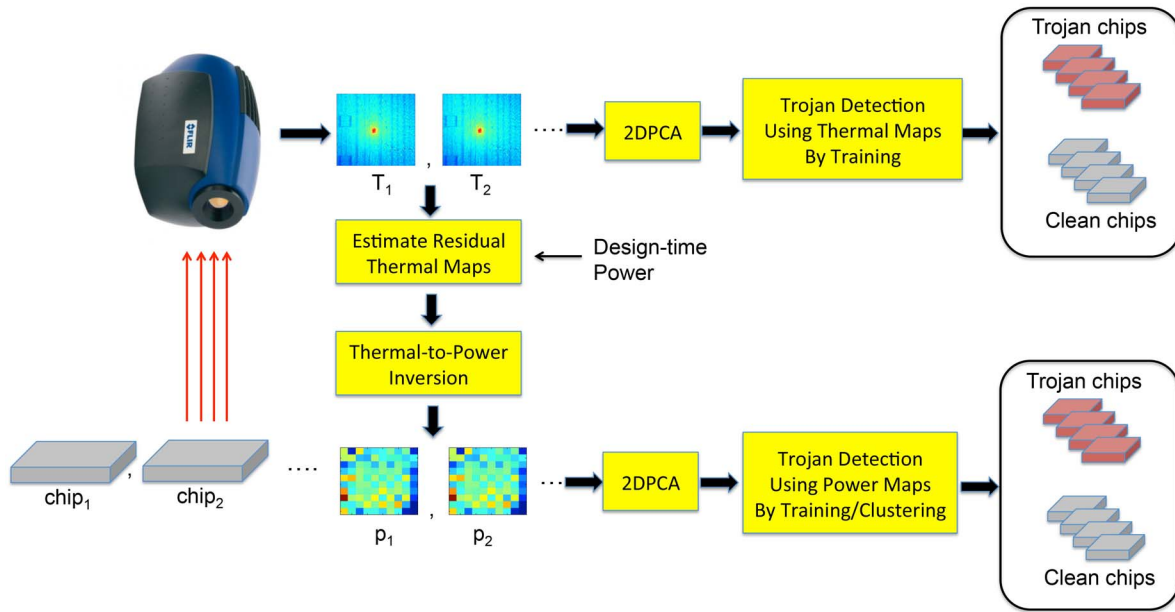 Trojan chips
Clean chips
FLIR
T1 , T2 ....
2DPCA
Trojan Detection
Using Thermal Maps
By Training
Estimate Residual
Thermal Maps
Design-time
Power
Thermal-to-Power
Inversion
chip1 , chip2 ....
p1 , p2 ....
2DPCA
Trojan Detection
Using Power Maps
By Training/Clustering
Trojan chips
Clean chips